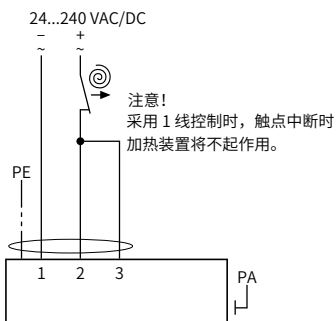 24...240 VAC/DC
– +
~ ~
注意！
采用 1 线控制时，触点中断时
加热装置将不起作用。
PE
1 2 3
PA